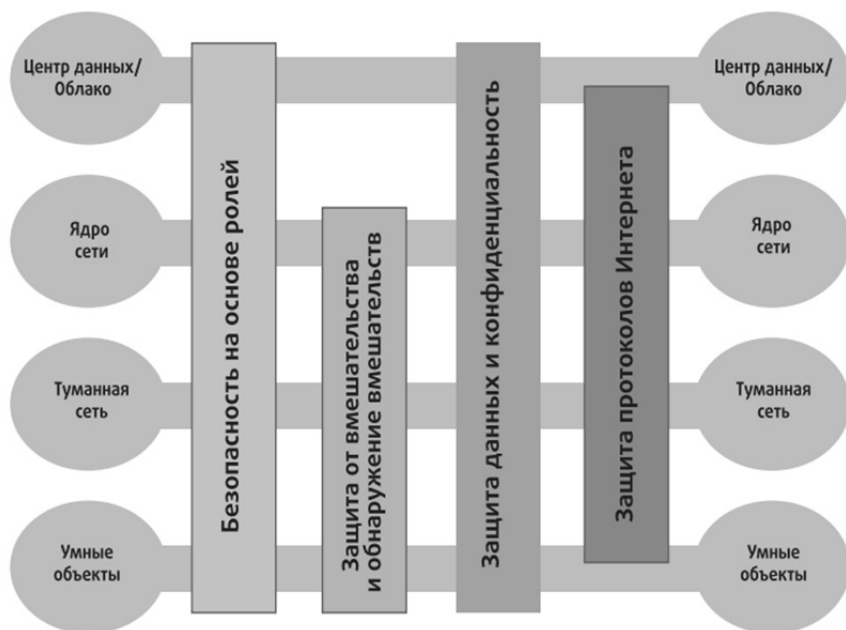 Центр данных/
Облако
Ядро
сети
Туманная
сеть
Умные
объекты
Безопасность на основе ролей
Защита от вмешательства
и обнаружение вмешательств
Защита данных и конфиденциальность
Защита протоколов Интернета
Центр данных/
Облако
Ядро
сети
Туманная
сеть
Умные
объекты